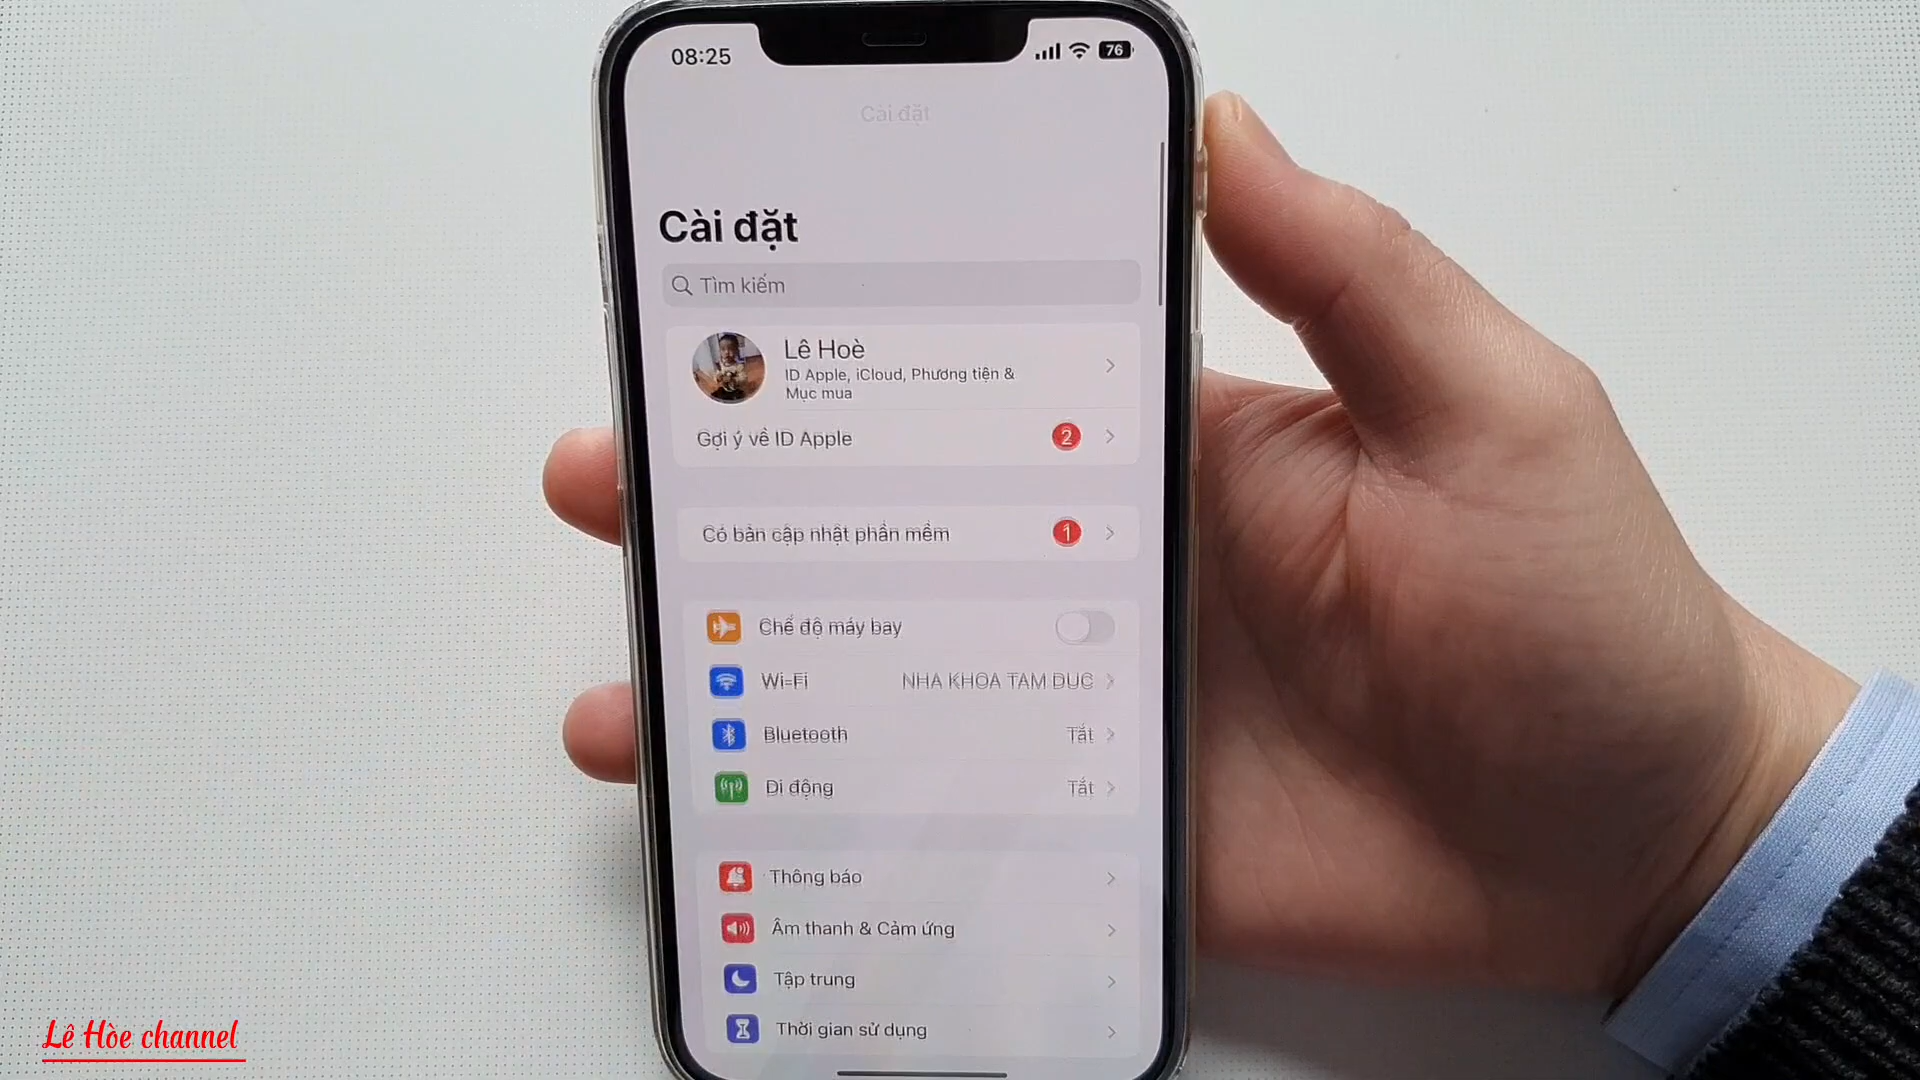 08:25
76
Cài đặt
Cài đặt
Tìm kiếm
Lê Hoè
ID Apple, iCloud, Phương tiện &
Mục mua
Gợi ý về ID Apple 2
Có bản cập nhật phần mềm 1
Chế độ máy bay
Wi-Fi NHA KHOA TAM DUC
Bluetooth Tắt
Di động Tắt
Thông báo
Âm thanh & Cảm ứng
Tập trung
Thời gian sử dụng
Lê Hòe channel